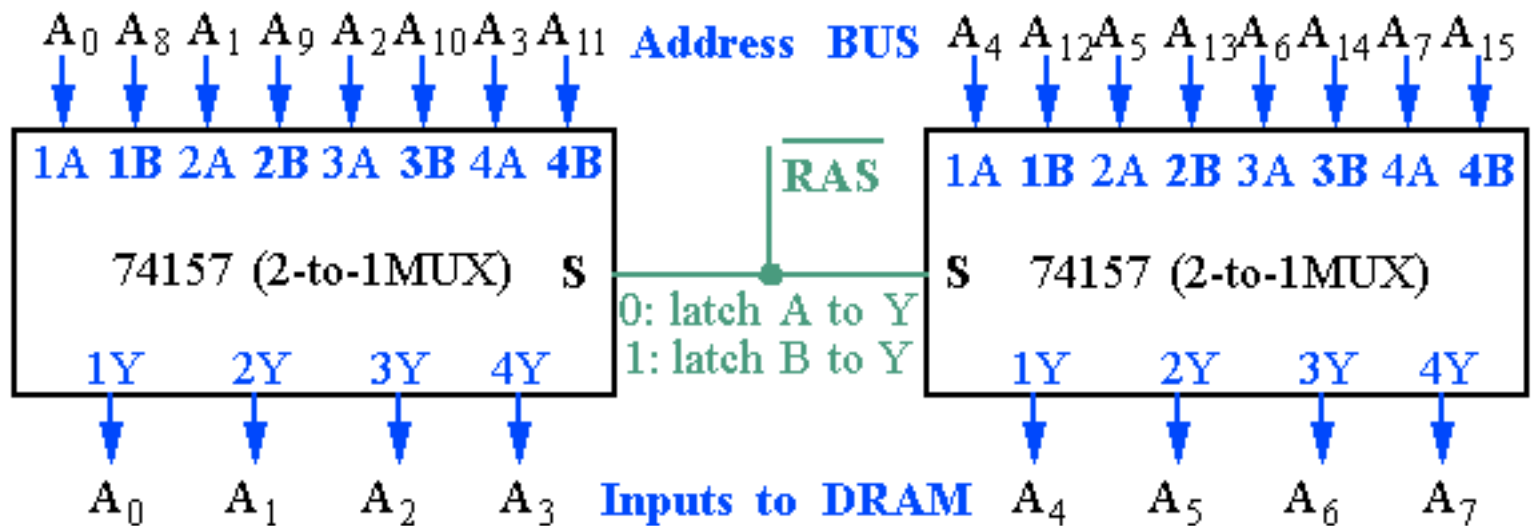 A0 A8 A1 A9 A2 A10 A3 A11 Address BUS A4 A12 A5 A13 A6 A14 A7 A15
1A 1B 2A 2B 3A 3B 4A 4B RAS 1A 1B 2A 2B 3A 3B 4A 4B
74157 (2-to-1MUX) S S 74157 (2-to-1MUX)
0: latch A to Y
1: latch B to Y
1Y 2Y 3Y 4Y 1Y 2Y 3Y 4Y
A0 A1 A2 A3 Inputs to DRAM A4 A5 A6 A7